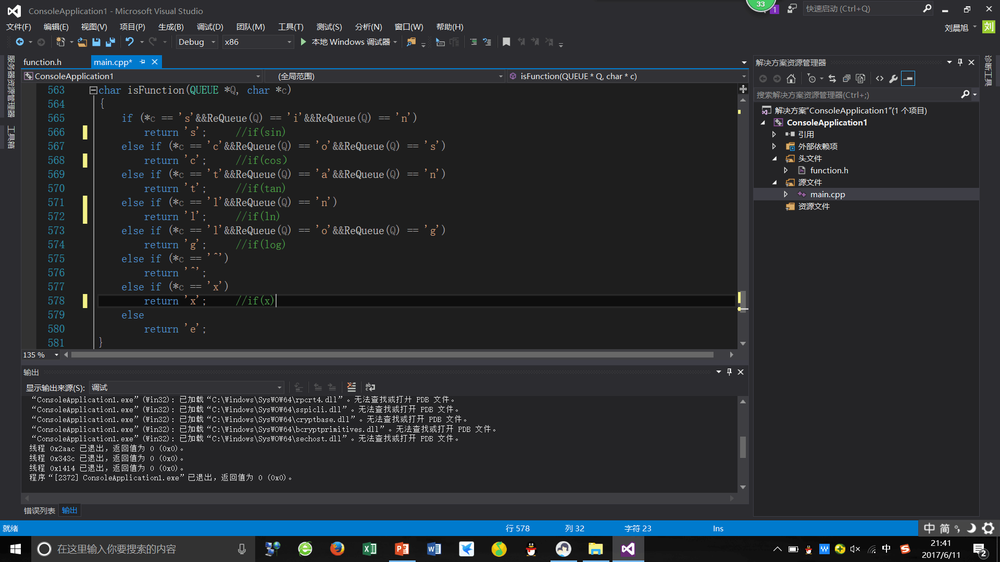 33
ConsoleApplication1 - Microsoft Visual Studio
1
快速启动 (Ctrl+Q)
文件(F) 编辑(E) 视图(V) 项目(P) 生成(B) 调试(D) 团队(M) 工具(T) 测试(S) 分析(N) 窗口(W) 帮助(H)
刘晨旭 刘
Debug x86 本地 Windows 调试器
服务器资源管理器
工具箱
function.h main.cpp*
ConsoleApplication1 (全局范围) isFunction(QUEUE * Q, char * c)
563 char isFunction(QUEUE *Q, char *c)
564 {
565 if (*c == 's'&&ReQueue(Q) == 'i'&&ReQueue(Q) == 'n')
566 return 's'; //if(sin)
567 else if (*c == 'c'&&ReQueue(Q) == 'o'&&ReQueue(Q) == 's')
568 return 'c'; //if(cos)
569 else if (*c == 't'&&ReQueue(Q) == 'a'&&ReQueue(Q) == 'n')
570 return 't'; //if(tan)
571 else if (*c == 'l'&&ReQueue(Q) == 'n')
572 return 'l'; //if(ln)
573 else if (*c == 'l'&&ReQueue(Q) == 'o'&&ReQueue(Q) == 'g')
574 return 'g'; //if(log)
575 else if (*c == '^')
576 return '^';
577 else if (*c == 'x')
578 return 'x'; //if(x)
579 else
580 return 'e';
581 }
135 %
输出
显示输出来源(S): 调试
“ConsoleApplication1.exe”(Win32): 已加载“C:\Windows\SysWOW64\rpcrt4.dll”。无法查找或打开 PDB 文件。
“ConsoleApplication1.exe”(Win32): 已加载“C:\Windows\SysWOW64\sspicli.dll”。无法查找或打开 PDB 文件。
“ConsoleApplication1.exe”(Win32): 已加载“C:\Windows\SysWOW64\cryptbase.dll”。无法查找或打开 PDB 文件。
“ConsoleApplication1.exe”(Win32): 已加载“C:\Windows\SysWOW64\bcryptprimitives.dll”。无法查找或打开 PDB 文件。
“ConsoleApplication1.exe”(Win32): 已加载“C:\Windows\SysWOW64\sechost.dll”。无法查找或打开 PDB 文件。
线程 0x2aac 已退出，返回值为 0 (0x0)。
线程 0x343c 已退出，返回值为 0 (0x0)。
线程 0x1414 已退出，返回值为 0 (0x0)。
程序“[2372] ConsoleApplication1.exe”已退出，返回值为 0 (0x0)。
错误列表 输出
解决方案资源管理器
搜索解决方案资源管理器(Ctrl+;)
解决方案“ConsoleApplication1”(1 个项目)
ConsoleApplication1
引用
外部依赖项
头文件
function.h
源文件
main.cpp
资源文件
诊断工具
就绪 行 578 列 32 字符 23 Ins
中 简
在这里输入你要搜索的内容
中
21:41
2017/6/11
2